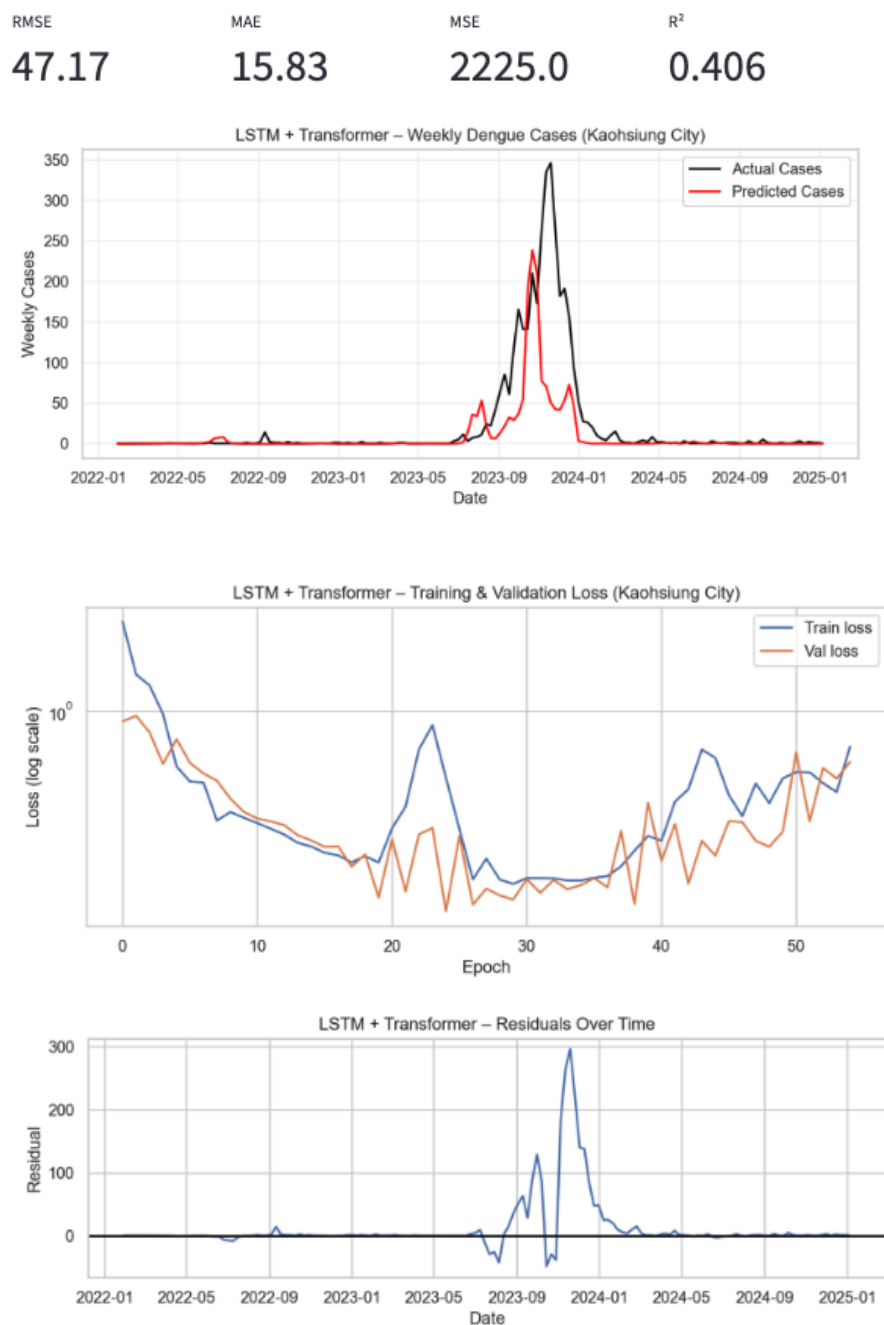 RMSE MAE MSE R²
47.17 15.83 2225.0 0.406
LSTM + Transformer – Weekly Dengue Cases (Kaohsiung City)
Actual Cases
Predicted Cases
Weekly Cases
350
300
250
200
150
100
50
0
2022-01 2022-05 2022-09 2023-01 2023-05 2023-09 2024-01 2024-05 2024-09 2025-01
Date
LSTM + Transformer – Training & Validation Loss (Kaohsiung City)
Train loss
Val loss
Loss (log scale)
10⁰
0 10 20 30 40 50
Epoch
LSTM + Transformer – Residuals Over Time
Residual
300
200
100
0
2022-01 2022-05 2022-09 2023-01 2023-05 2023-09 2024-01 2024-05 2024-09 2025-01
Date